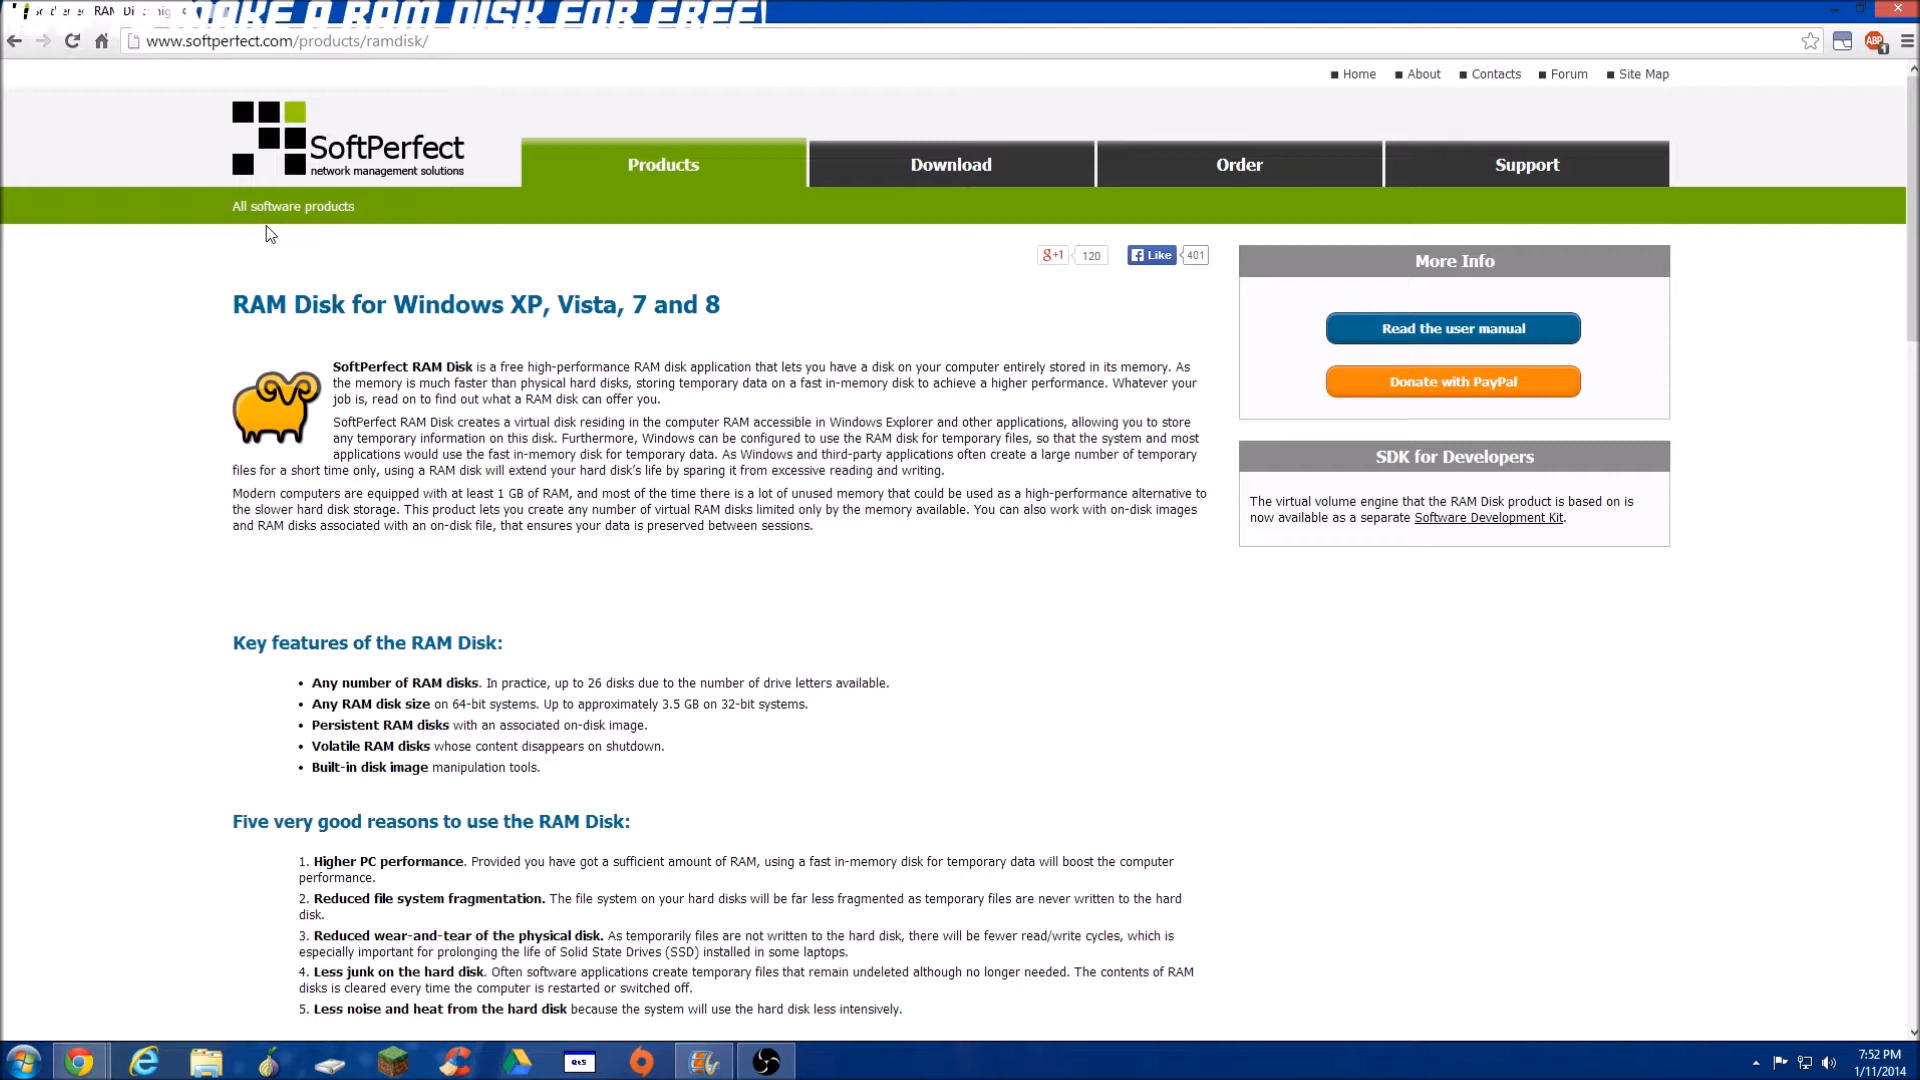 MAKE A RAM DISK FOR FREE!
www.softperfect.com/products/ramdisk/
ABP
1
Home
About
Contacts
Forum
Site Map
SoftPerfect
network management solutions
Products
Download
Order
Support
All software products
g+1
120
Like
401
More Info
RAM Disk for Windows XP, Vista, 7 and 8
Read the user manual
Donate with PayPal
SoftPerfect RAM Disk is a free high-performance RAM disk application that lets you have a disk on your computer entirely stored in its memory. As
the memory is much faster than physical hard disks, storing temporary data on a fast in-memory disk to achieve a higher performance. Whatever your
job is, read on to find out what a RAM disk can offer you.
SoftPerfect RAM Disk creates a virtual disk residing in the computer RAM accessible in Windows Explorer and other applications, allowing you to store
any temporary information on this disk. Furthermore, Windows can be configured to use the RAM disk for temporary files, so that the system and most
applications would use the fast in-memory disk for temporary data. As Windows and third-party applications often create a large number of temporary
files for a short time only, using a RAM disk will extend your hard disk's life by sparing it from excessive reading and writing.
Modern computers are equipped with at least 1 GB of RAM, and most of the time there is a lot of unused memory that could be used as a high-performance alternative to
the slower hard disk storage. This product lets you create any number of virtual RAM disks limited only by the memory available. You can also work with on-disk images
and RAM disks associated with an on-disk file, that ensures your data is preserved between sessions.
SDK for Developers
The virtual volume engine that the RAM Disk product is based on is
now available as a separate Software Development Kit.
Key features of the RAM Disk:
• Any number of RAM disks. In practice, up to 26 disks due to the number of drive letters available.
• Any RAM disk size on 64-bit systems. Up to approximately 3.5 GB on 32-bit systems.
• Persistent RAM disks with an associated on-disk image.
• Volatile RAM disks whose content disappears on shutdown.
• Built-in disk image manipulation tools.
Five very good reasons to use the RAM Disk:
1. Higher PC performance. Provided you have got a sufficient amount of RAM, using a fast in-memory disk for temporary data will boost the computer
performance.
2. Reduced file system fragmentation. The file system on your hard disks will be far less fragmented as temporary files are never written to the hard
disk.
3. Reduced wear-and-tear of the physical disk. As temporarily files are not written to the hard disk, there will be fewer read/write cycles, which is
especially important for prolonging the life of Solid State Drives (SSD) installed in some laptops.
4. Less junk on the hard disk. Often software applications create temporary files that remain undeleted although no longer needed. The contents of RAM
disks is cleared every time the computer is restarted or switched off.
5. Less noise and heat from the hard disk because the system will use the hard disk less intensively.
7:52 PM
1/11/2014